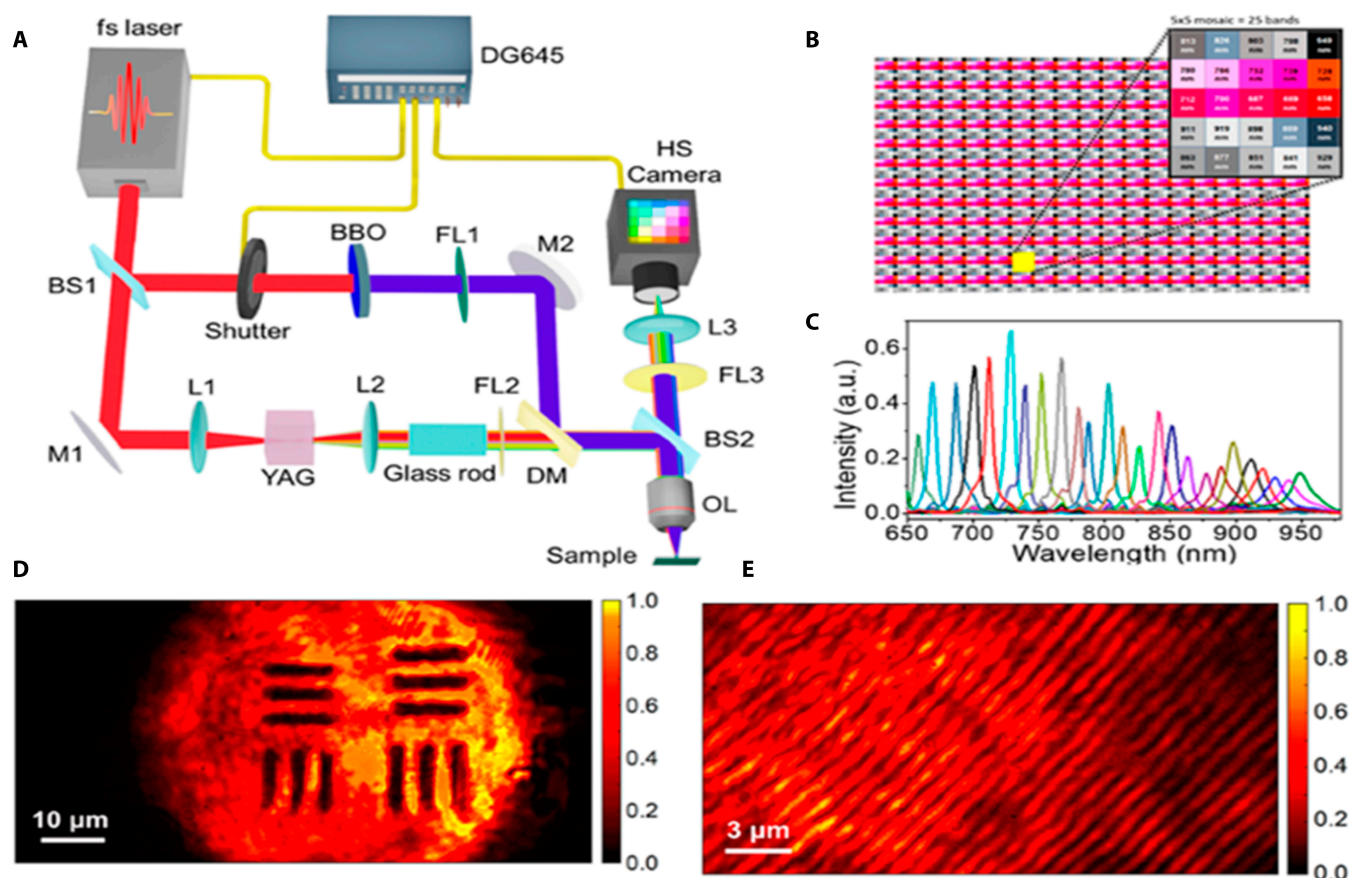 A
fs laser
DG645
HS
Camera
BBO
FL1
M2
BS1
Shutter
L3
FL3
L1
L2
FL2
BS2
M1
YAG
Glass rod
DM
OL
Sample
B
5x5 mosaic = 25 bands
C
Intensity (a.u.)
0.6
0.4
0.2
0.0
650 700 750 800 850 900 950
Wavelength (nm)
D
10 μm
1.0
0.8
0.6
0.4
0.2
0.0
E
3 μm
1.0
0.8
0.6
0.4
0.2
0.0